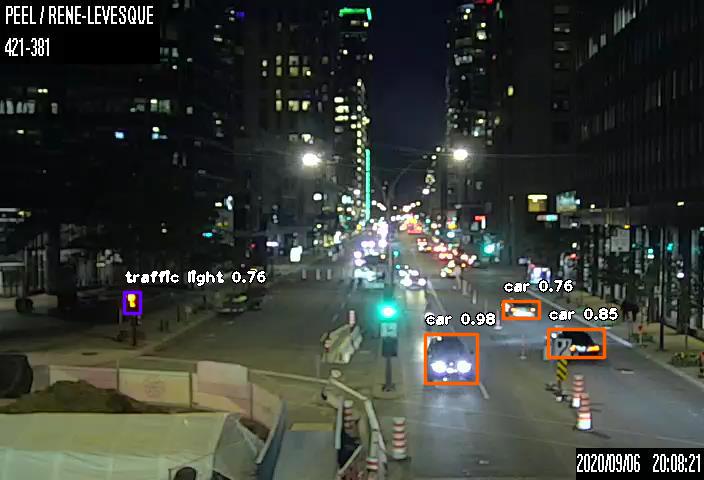 PEEL / RENE-LEVESQUE
421-381
traffic light 0.76
car 0.76
car 0.98
car 0.85
2020/09/06 20:08:21